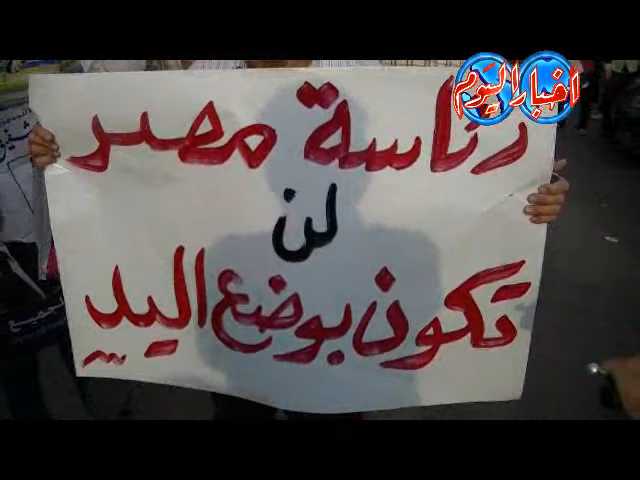 اخبار اليوم
رئاسة مصر
لن
تكون بوضع اليد